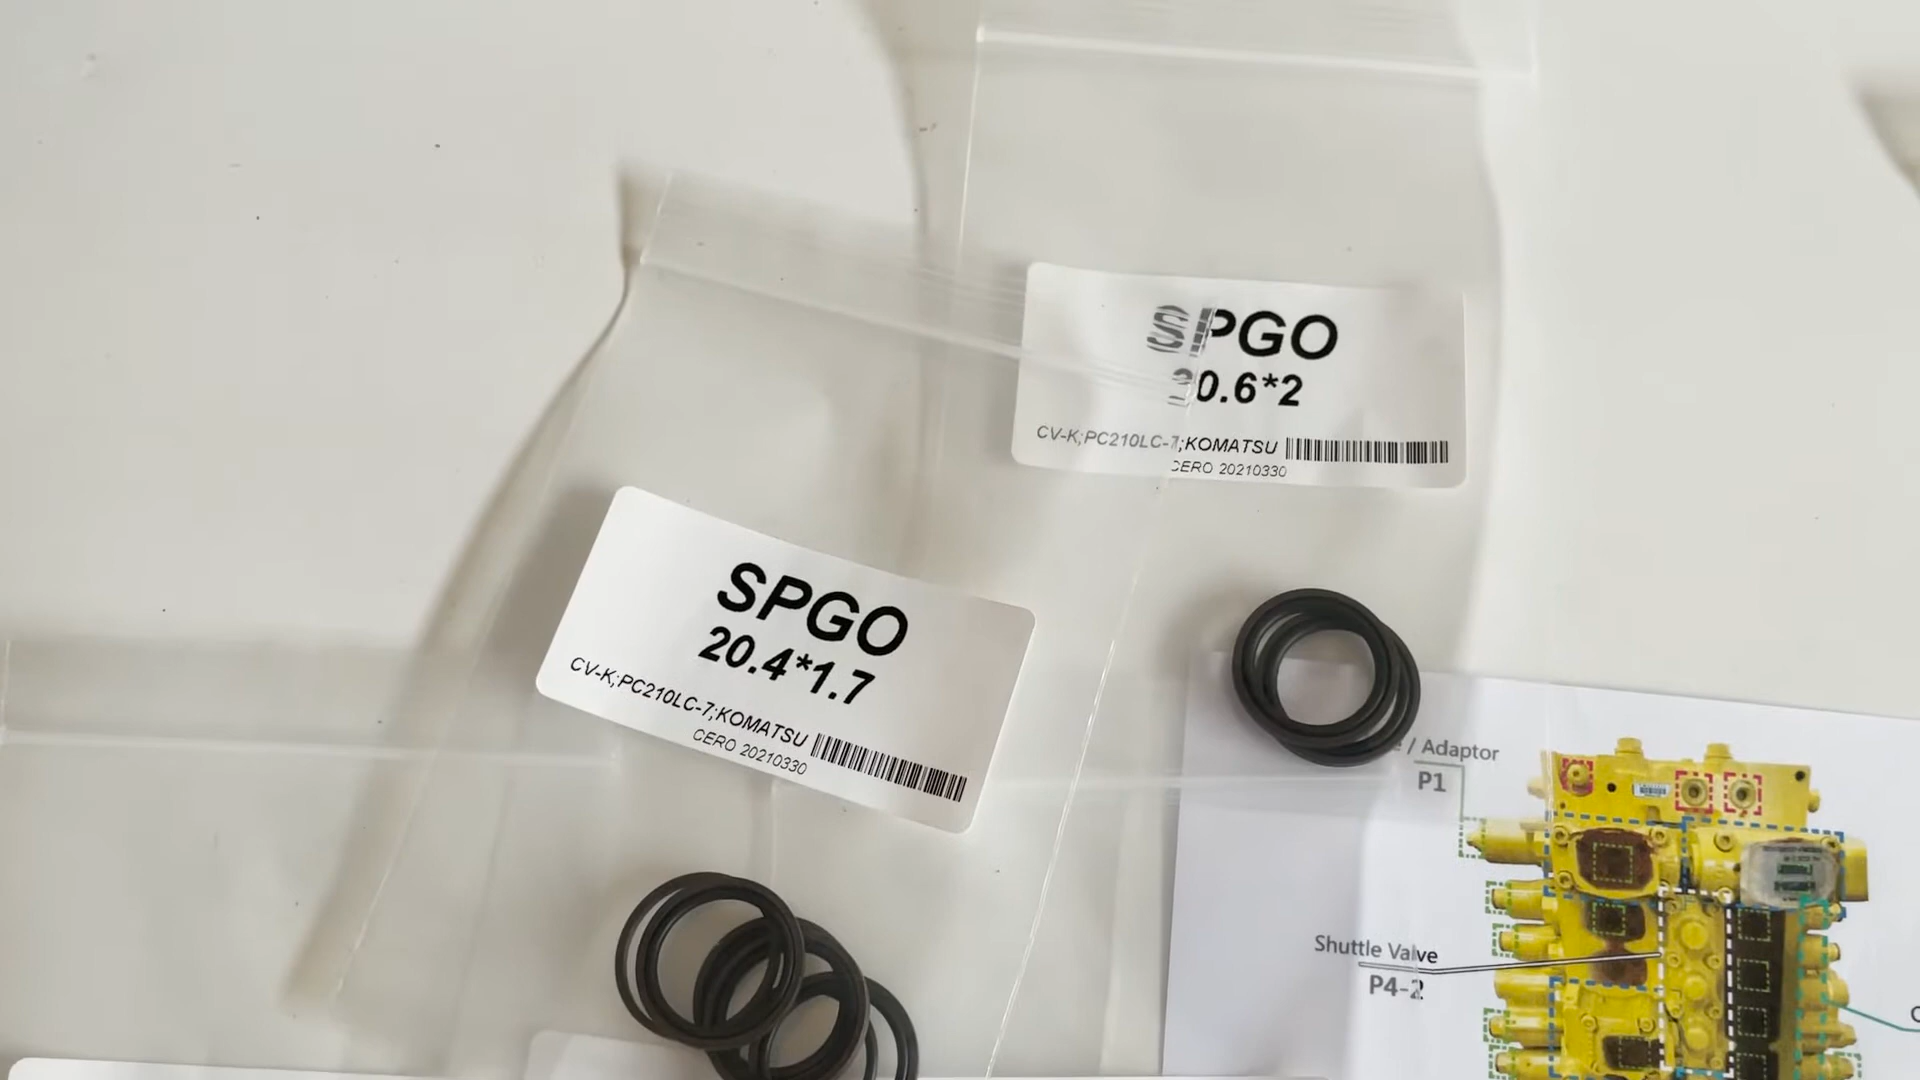 SPGO
0.6*2
CV-K;PC210LC-7;KOMATSU
CERO 20210330
SPGO
20.4*1.7
CV-K;PC210LC-7;KOMATSU
CERO 20210330
/ Adaptor
P1
Shuttle Valve
P4-2